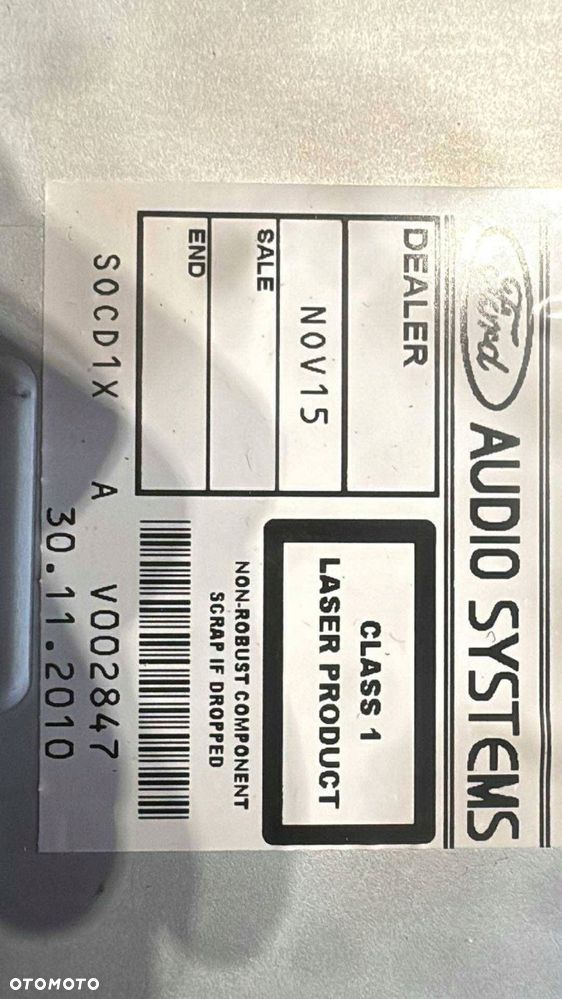 Ford AUDIO SYSTEMS
DEALER
NOV15
SALE
END
CLASS 1
LASER PRODUCT
NON-ROBUST COMPONENT
SCRAP IF DROPPED
SOCD1X A V002847
30.11.2010
OTOMOTO